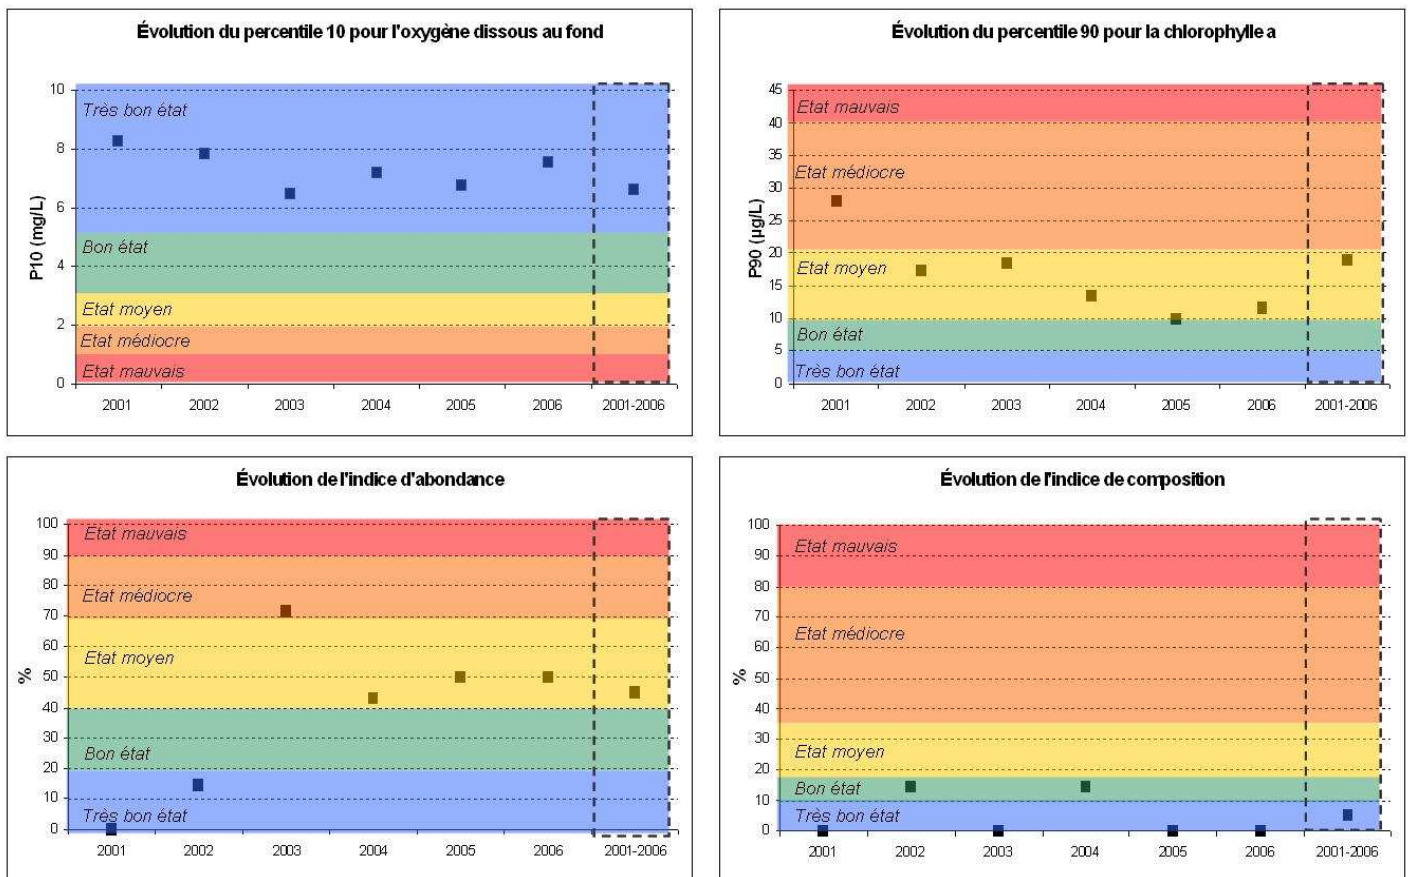 Évolution du percentile 10 pour l'oxygène dissous au fond
P10 (mg/L)
10
8
6
4
2
0
Très bon état
Bon état
Etat moyen
Etat médiocre
Etat mauvais
2001 2002 2003 2004 2005 2006 2001-2006
Évolution du percentile 90 pour la chlorophylle a
P90 (µg/L)
45
40
35
30
25
20
15
10
5
0
Etat mauvais
Etat médiocre
Etat moyen
Bon état
Très bon état
2001 2002 2003 2004 2005 2006 2001-2006
Évolution de l'indice d'abondance
%
100
90
80
70
60
50
40
30
20
10
0
Etat mauvais
Etat médiocre
Etat moyen
Bon état
Très bon état
2001 2002 2003 2004 2005 2006 2001-2006
Évolution de l'indice de composition
%
100
90
80
70
60
50
40
30
20
10
0
Etat mauvais
Etat médiocre
Etat moyen
Bon état
Très bon état
2001 2002 2003 2004 2005 2006 2001-2006